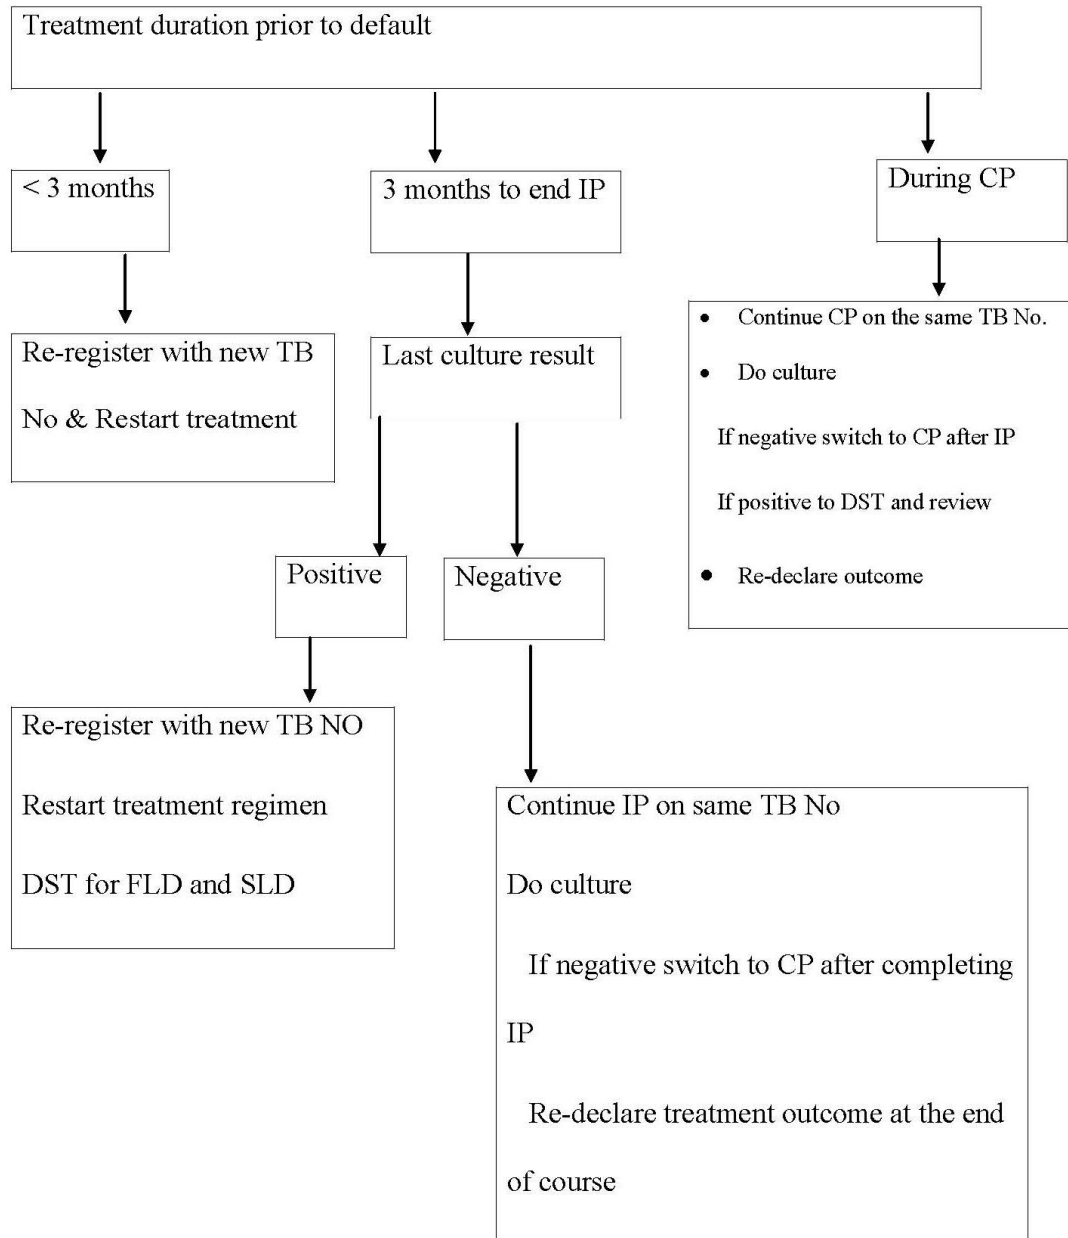 Treatment duration prior to default
< 3 months
3 months to end IP
During CP
Re-register with new TB
No & Restart treatment
Last culture result
• Continue CP on the same TB No.
• Do culture
If negative switch to CP after IP
If positive to DST and review
• Re-declare outcome
Positive
Negative
Re-register with new TB NO
Restart treatment regimen
DST for FLD and SLD
Continue IP on same TB No
Do culture
If negative switch to CP after completing
IP
Re-declare treatment outcome at the end
of course